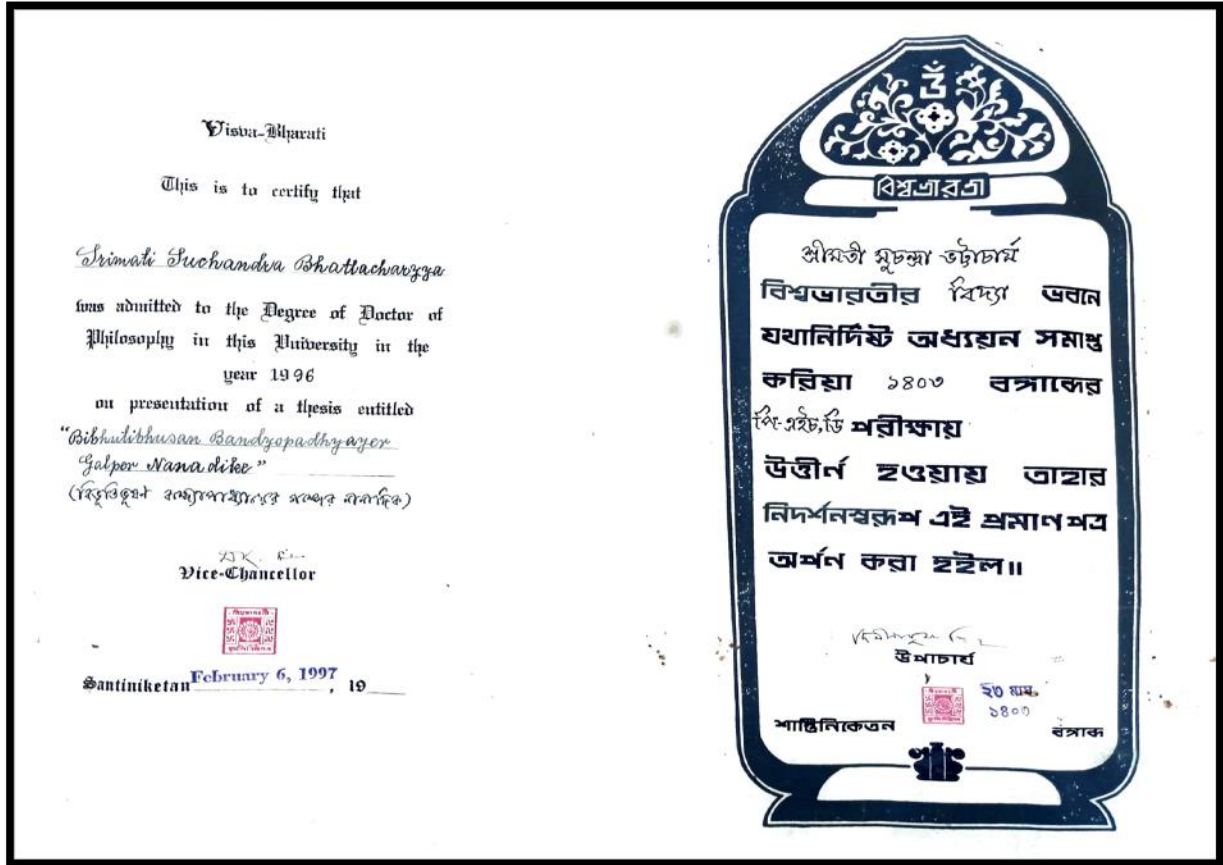 Visva-Bharati
This is to certify that
Srimati Suchandra Bhattacharyya
was admitted to the Degree of Doctor of
Philosophy in this University in the
year 1996
on presentation of a thesis entitled
"Bibhutibhusan Bandyopadhyayer
Galper Nana dike"
(বিভূতিভূষণ বন্দ্যোপাধ্যায়ের গল্পের নানাদিক)
Vice-Chancellor
Santiniketan February 6, 1997, 19
ওঁ
বিশ্বভারতী
শ্রীমতী সুচন্দ্রা ভট্টাচার্য
বিশ্বভারতীর বিদ্যা ভবনে
যথানির্দিষ্ট অধ্যয়ন সমাপ্ত
করিয়া ১৪০৩ বঙ্গাব্দের
পি-এইচ,ডি পরীক্ষায়
উত্তীর্ন হওয়ায় তাহার
নিদর্শনস্বরূপ এই প্রমাণপত্র
অর্পন করা হইল॥
উপাচার্য
২৩ মাঘ
১৪০৩
শান্তিনিকেতন বঙ্গাব্দ